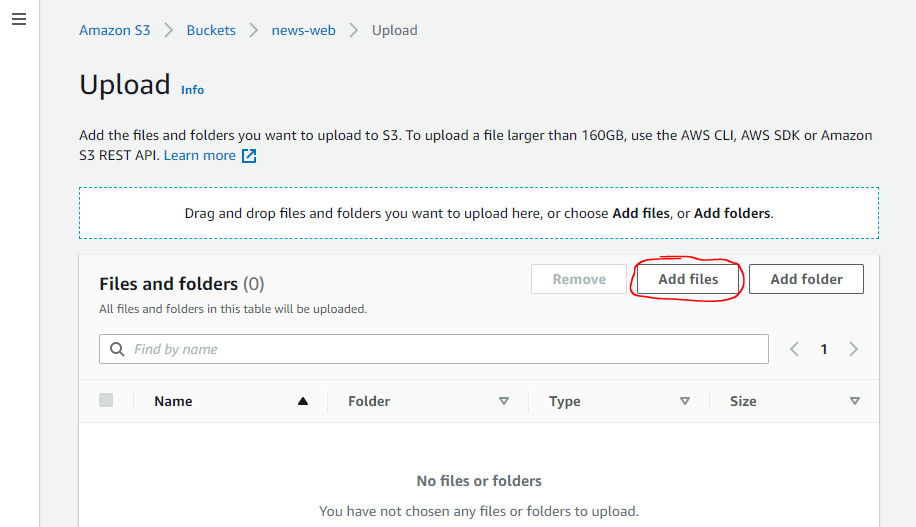 Amazon S3 > Buckets > news-web > Upload
Upload Info
Add the files and folders you want to upload to S3. To upload a file larger than 160GB, use the AWS CLI, AWS SDK or Amazon
S3 REST API. Learn more
Drag and drop files and folders you want to upload here, or choose Add files, or Add folders.
Files and folders (0)
Remove
Add files
Add folder
All files and folders in this table will be uploaded.
Find by name
1
Name
Folder
Type
Size
No files or folders
You have not chosen any files or folders to upload.